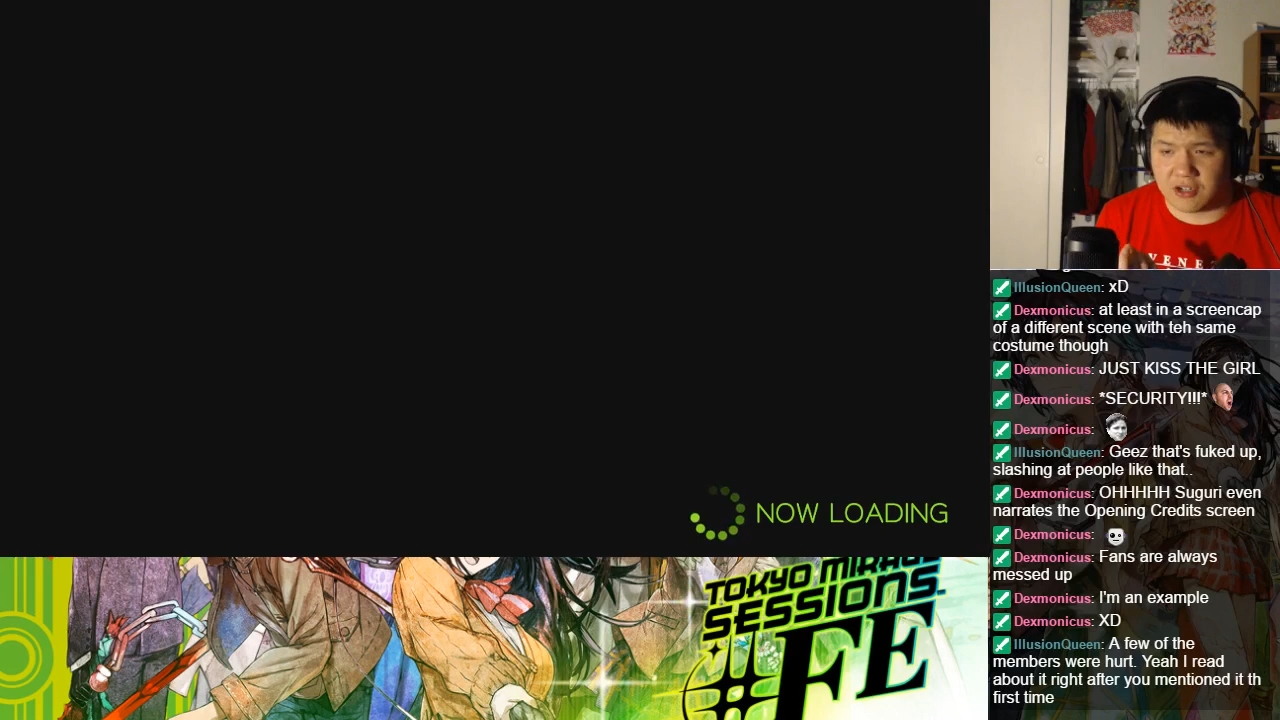 NOW LOADING
TOKYO MIRAGE
SESSIONS
#FE
VENE
IllusionQueen: xD
Dexmonicus: at least in a screencap
of a different scene with teh same
costume though
Dexmonicus: JUST KISS THE GIRL
Dexmonicus: *SECURITY!!!*
Dexmonicus:
IllusionQueen: Geez that's fuked up,
slashing at people like that..
Dexmonicus: OHHHHH Suguri even
narrates the Opening Credits screen
Dexmonicus:
Dexmonicus: Fans are always
messed up
Dexmonicus: I'm an example
Dexmonicus: XD
IllusionQueen: A few of the
members were hurt. Yeah I read
about it right after you mentioned it th
first time